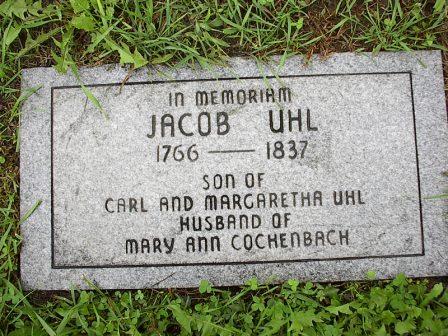 IN MEMORIAM
JACOB UHL
1766 — 1837
SON OF
CARL AND MARGARETHA UHL
HUSBAND OF
MARY ANN COCHENBACH